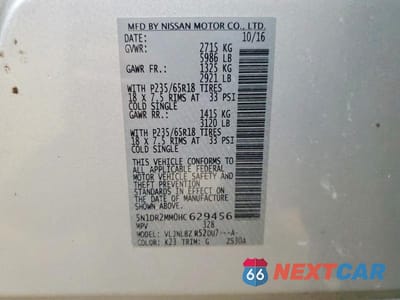 MFD BY NISSAN MOTOR CO., LTD.
DATE: 10/16
GVWR: 2715 KG
5986 LB
GAWR FR.: 1325 KG
2921 LB
WITH P235/65R18 TIRES
18 X 7.5 RIMS AT 33 PSI
COLD SINGLE
GAWR RR.: 1415 KG
3120 LB
WITH P235/65R18 TIRES
18 X 7.5 RIMS AT 33 PSI
COLD SINGLE
THIS VEHICLE CONFORMS TO
ALL APPLICABLE FEDERAL
MOTOR VEHICLE SAFETY AND
THEFT PREVENTION
STANDARDS IN EFFECT ON
THE DATE OF MANUFACTURE
SHOWN ABOVE.
5N1DR2MM0HC629456
MPV 328
MODEL:
COLOR: K23 TRIM: G 2530A
66 NEXTCAR